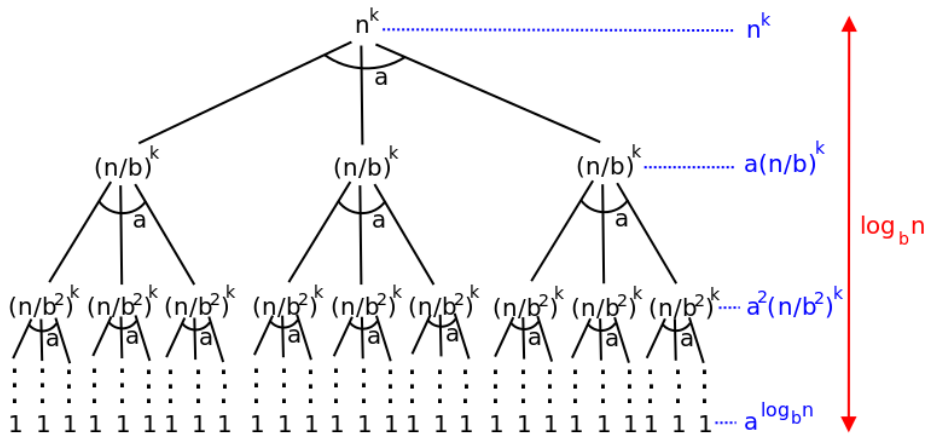 n^k n^k
a
(n/b)^k (n/b)^k (n/b)^k a(n/b)^k
a a a log_b n
(n/b²)^k (n/b²)^k (n/b²)^k (n/b²)^k (n/b²)^k (n/b²)^k (n/b²)^k (n/b²)^k (n/b²)^k a²(n/b²)^k
a a a a a a a a a
1 1 1 1 1 1 1 1 1 1 1 1 1 1 1 1 1 1 1 1 1 1 1 1 1 a^(log_b n)